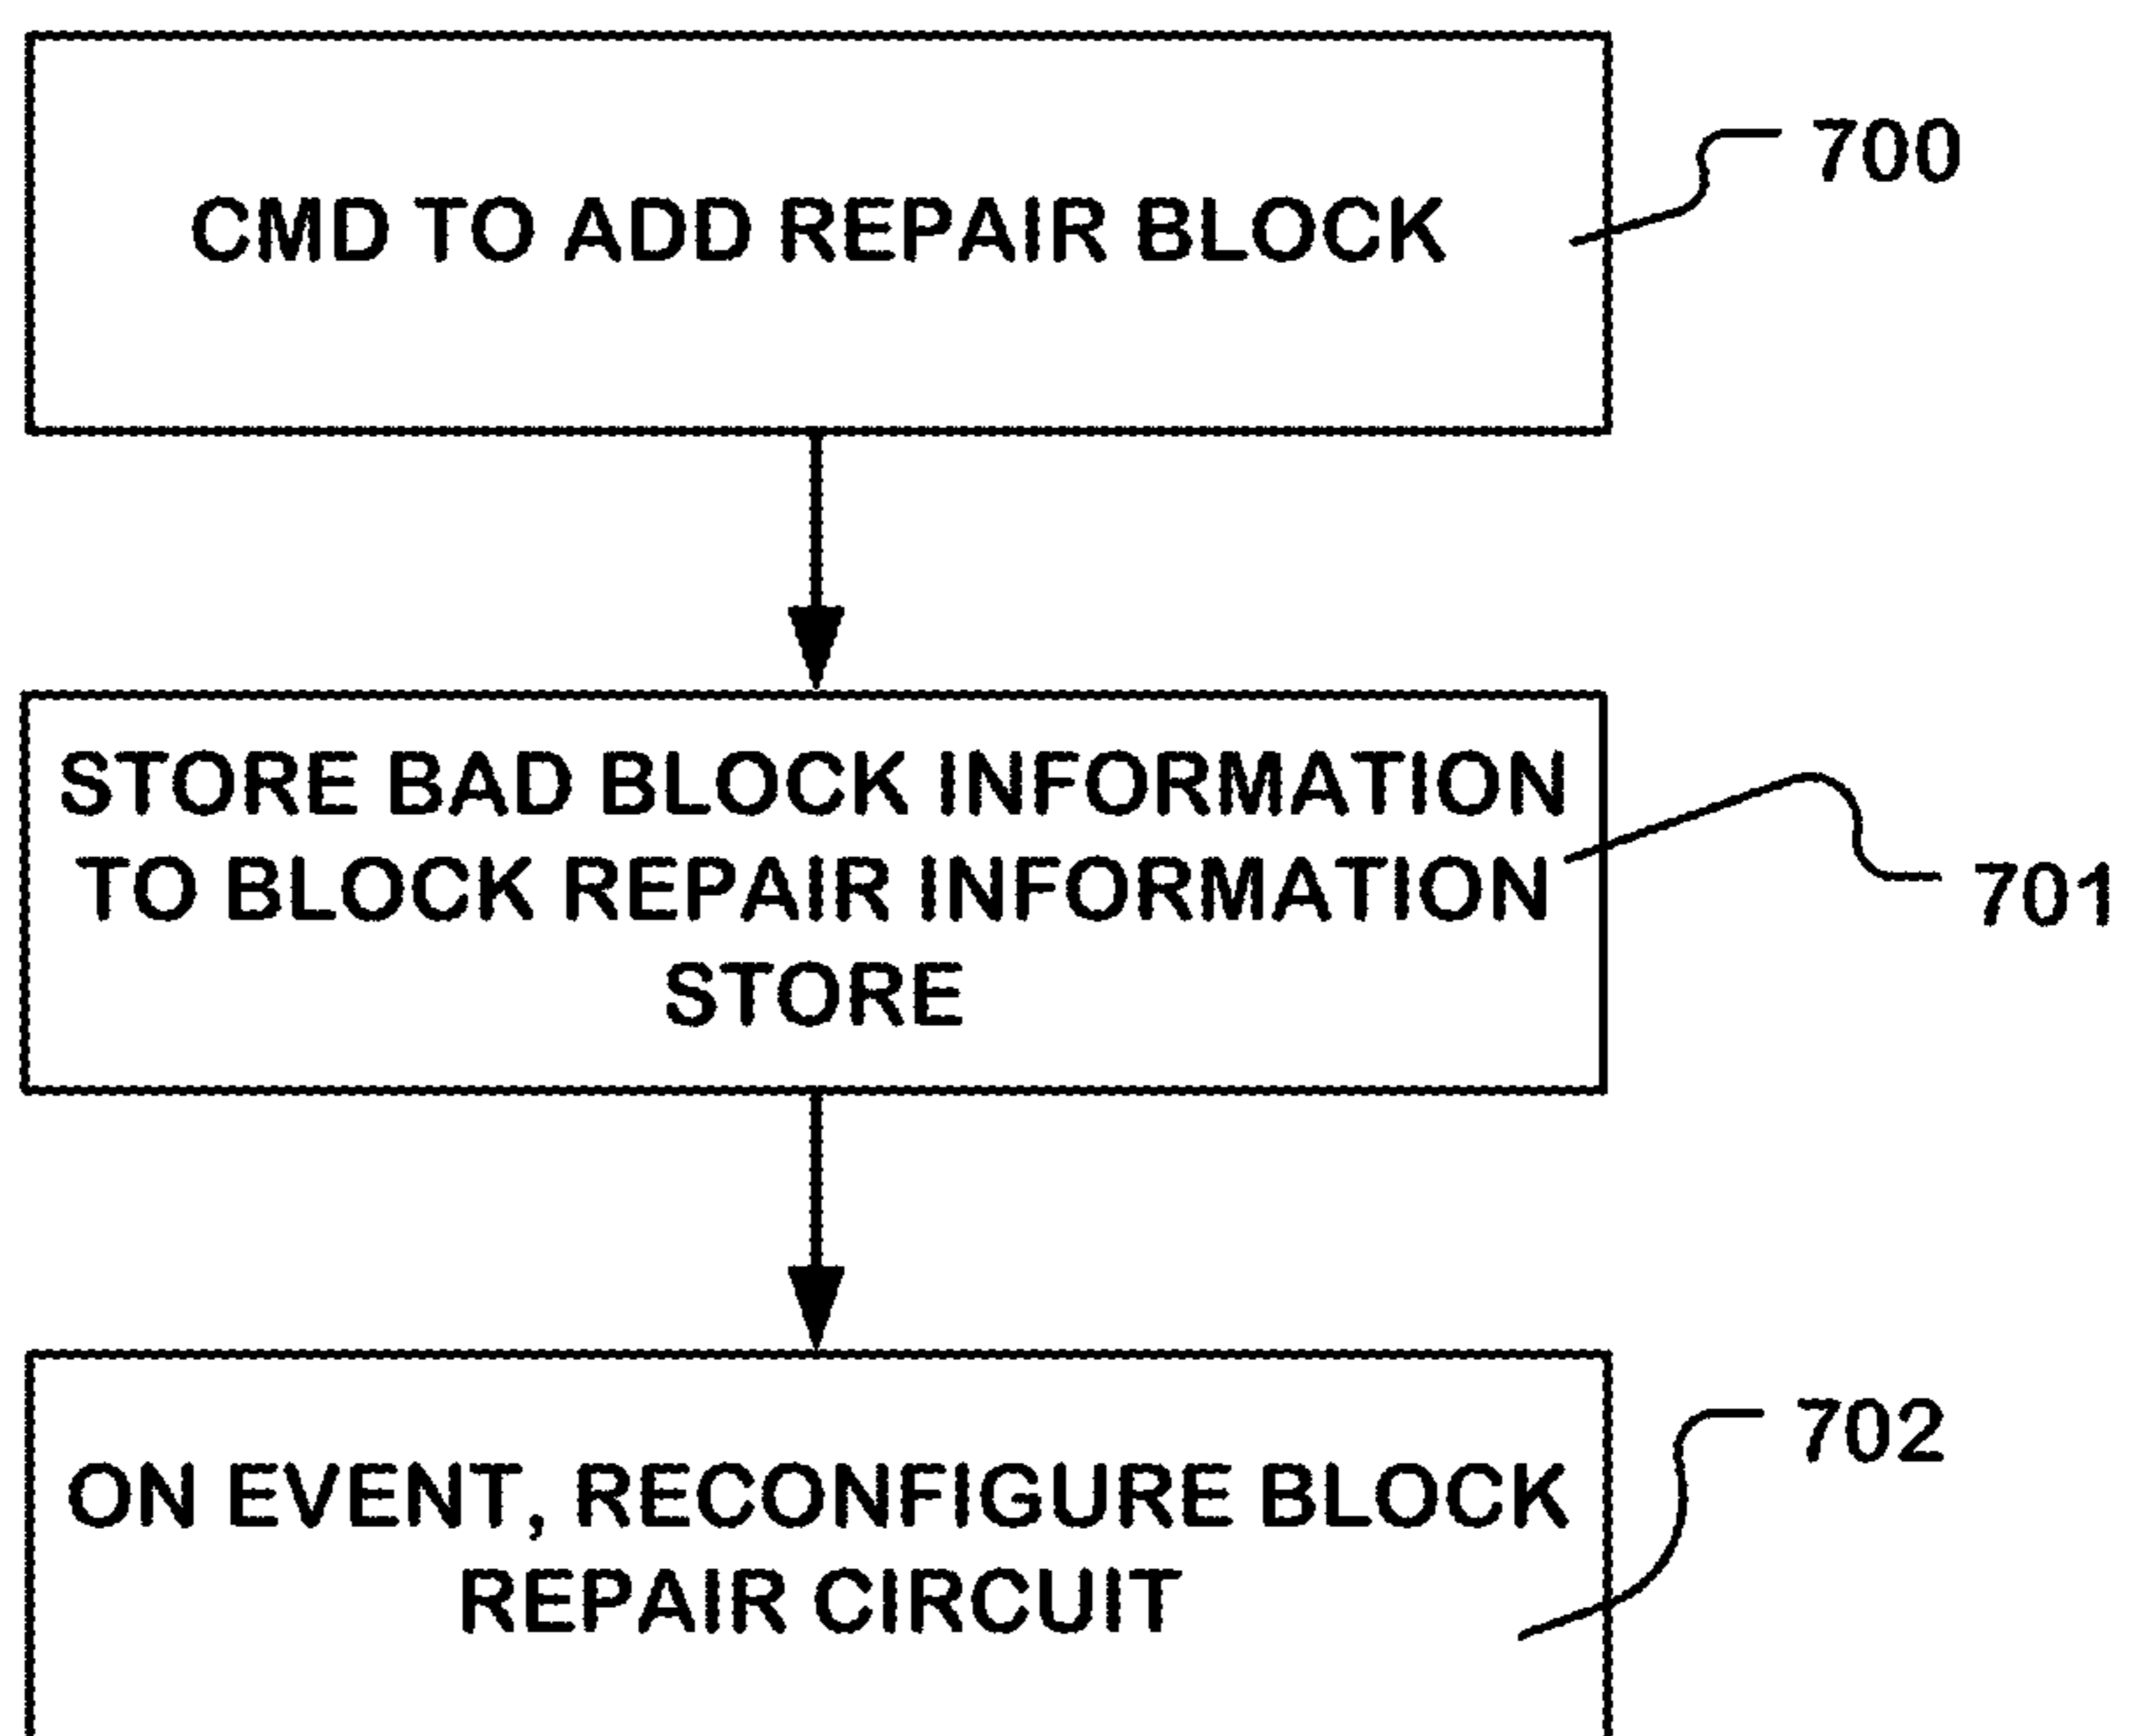 CMD TO ADD REPAIR BLOCK
700
STORE BAD BLOCK INFORMATION
TO BLOCK REPAIR INFORMATION
STORE
701
ON EVENT, RECONFIGURE BLOCK
REPAIR CIRCUIT
702